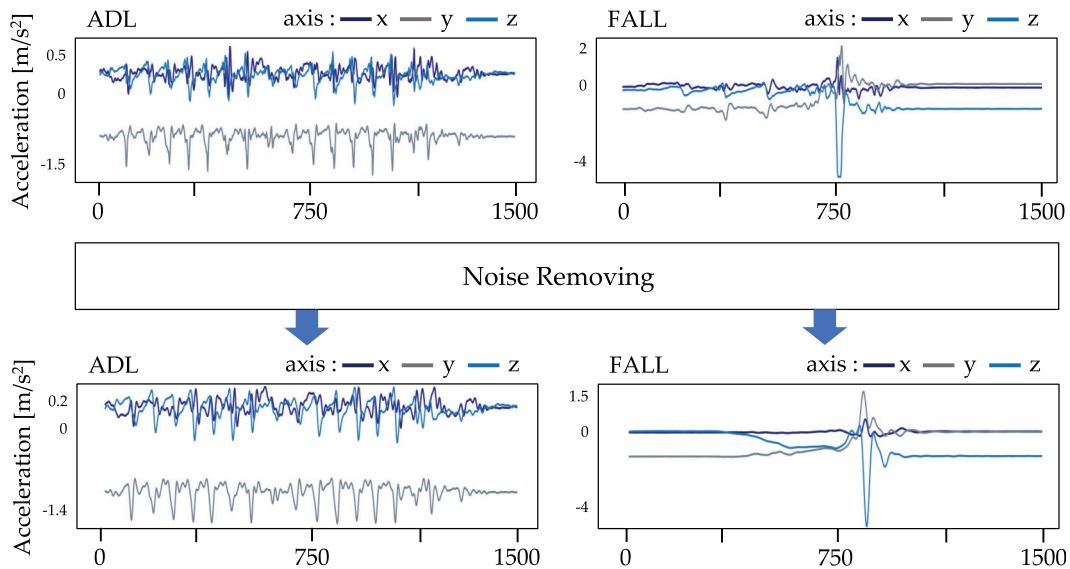 ADL axis : x y z
FALL axis : x y z
Acceleration [m/s²]
0.5
0
-1.5
2
0
-4
0 750 1500
0 750 1500
Noise Removing
ADL axis : x y z
FALL axis : x y z
Acceleration [m/s²]
0.2
0
-1.4
1.5
0
-4
0 750 1500
0 750 1500